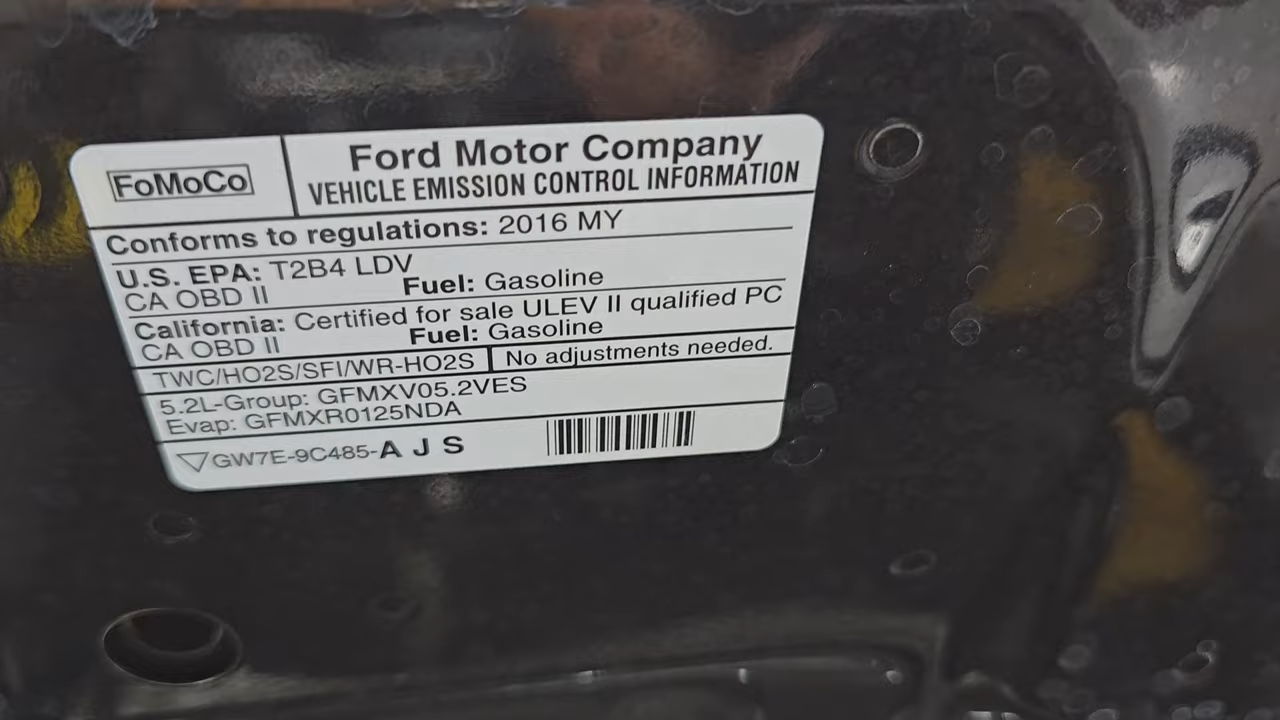 FoMoCo
Ford Motor Company
VEHICLE EMISSION CONTROL INFORMATION
Conforms to regulations: 2016 MY
U.S. EPA: T2B4 LDV
CA OBD II Fuel: Gasoline
California: Certified for sale ULEV II qualified PC
CA OBD II Fuel: Gasoline
TWC/HO2S/SFI/WR-HO2S No adjustments needed.
5.2L-Group: GFMXV05.2VES
Evap: GFMXR0125NDA
GW7E-9C485-A J S